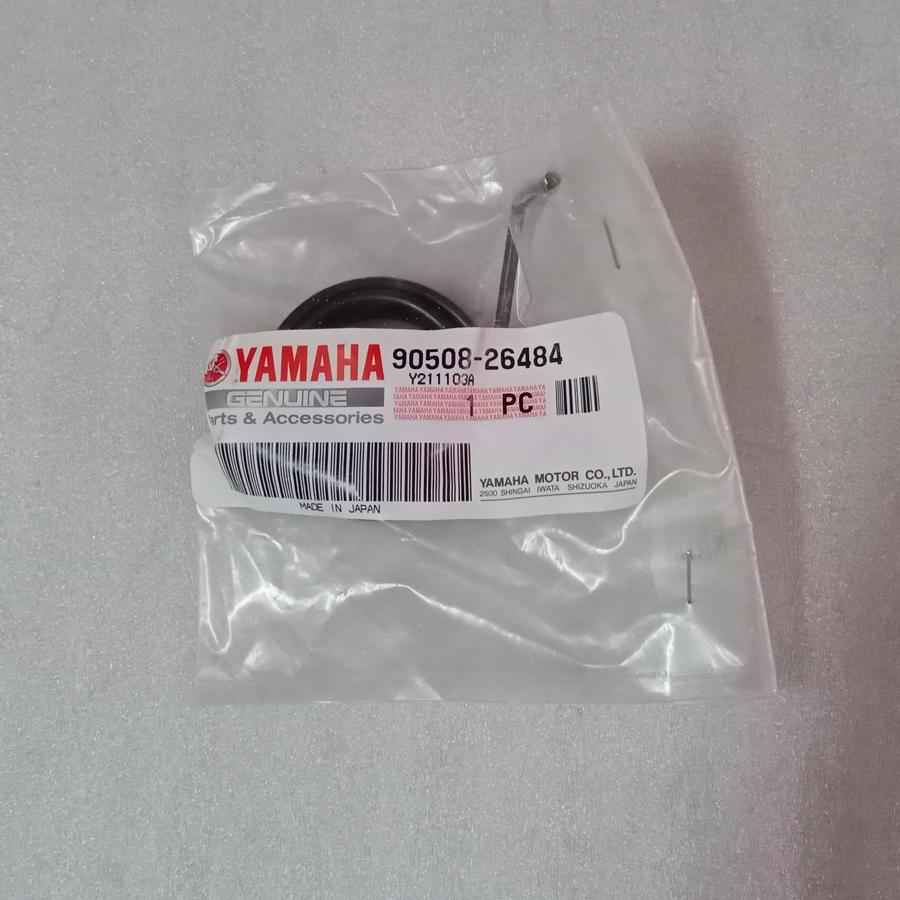 YAMAHA 90508-26484
Y211103A
GENUINE
Parts & Accessories
1 PC
YAMAHA MOTOR CO., LTD.
2500 SHINGAI IWATA SHIZUOKA JAPAN
MADE IN JAPAN